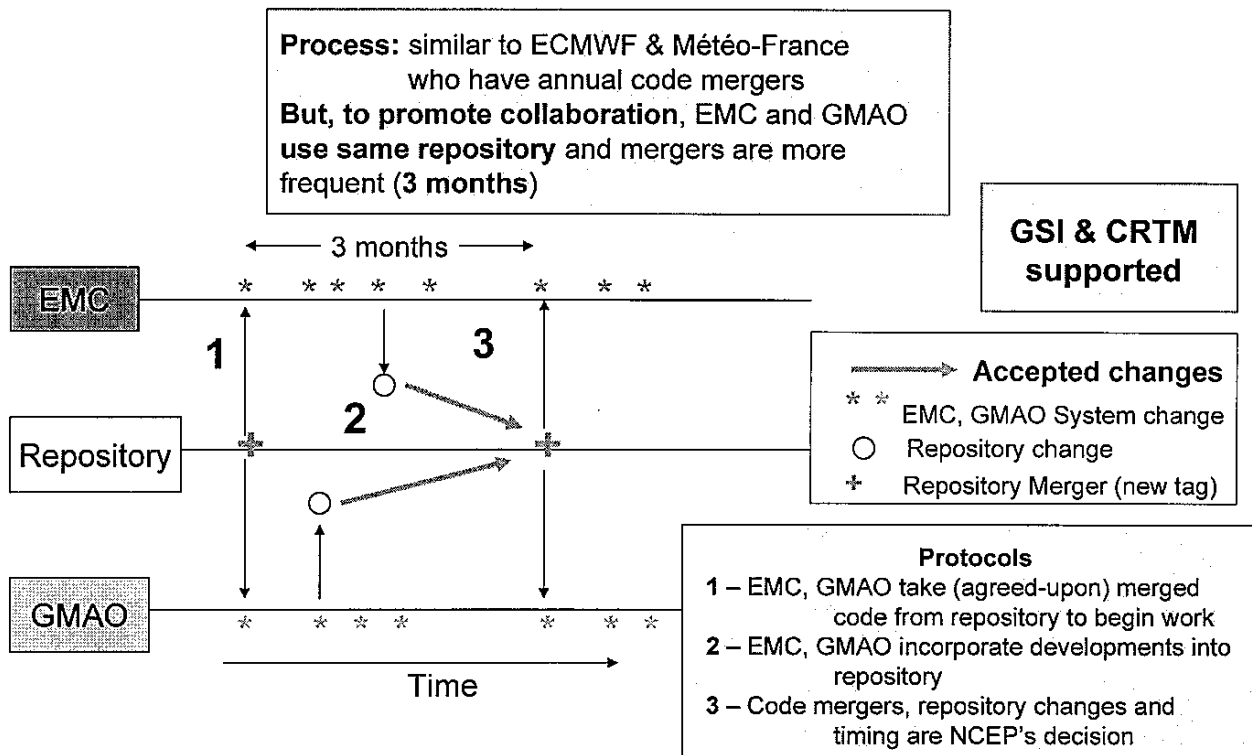 Process: similar to ECMWF & Météo-France
who have annual code mergers
But, to promote collaboration, EMC and GMAO
use same repository and mergers are more
frequent (3 months)
GSI & CRTM
supported
3 months
* * * * * * * *
EMC
1
3
2
Repository
Accepted changes
* *
EMC, GMAO System change
Repository change
Repository Merger (new tag)
GMAO
* * * * * * *
Time
Protocols
1 – EMC, GMAO take (agreed-upon) merged
code from repository to begin work
2 – EMC, GMAO incorporate developments into
repository
3 – Code mergers, repository changes and
timing are NCEP's decision